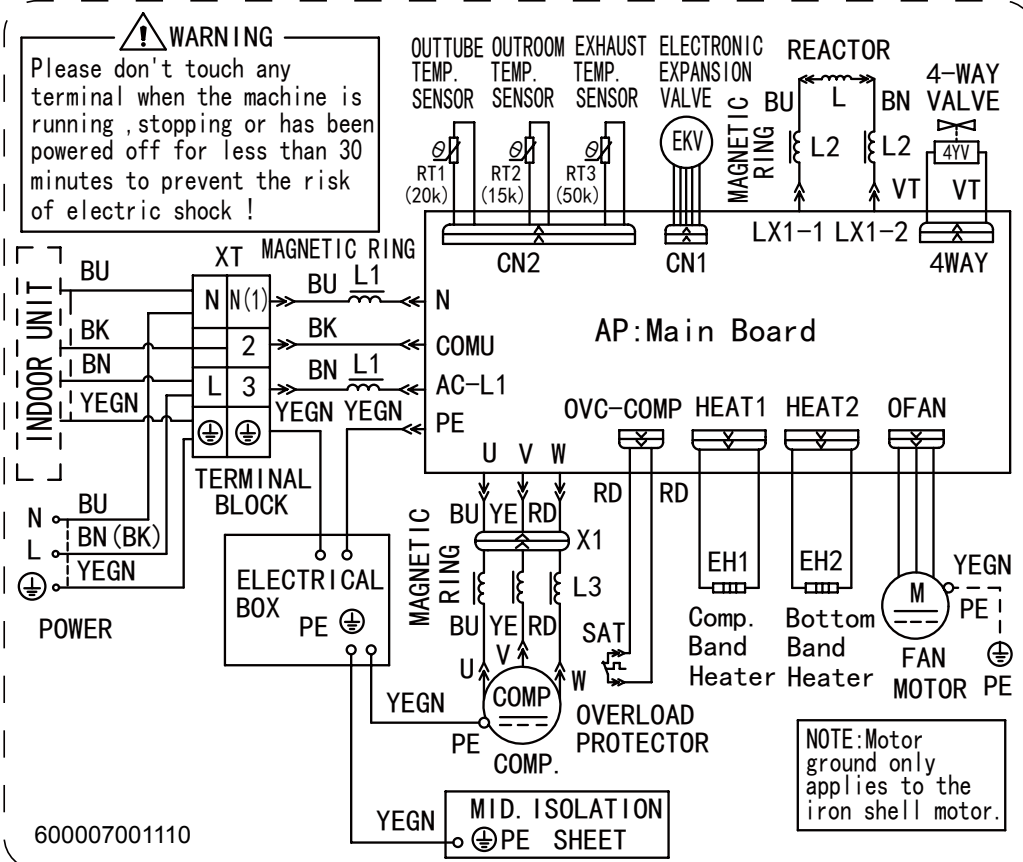 WARNING
Please don't touch any
terminal when the machine is
running ,stopping or has been
powered off for less than 30
minutes to prevent the risk
of electric shock !
OUTTUBE OUTROOM EXHAUST ELECTRONIC
TEMP. TEMP. TEMP. EXPANSION
SENSOR SENSOR SENSOR VALVE
REACTOR
4-WAY
VALVE
MAGNETIC
RING
BU L BN
L2 L2
EKV
4YV
RT1 RT2 RT3
(20k) (15k) (50k)
VT VT
CN2 CN1 LX1-1 LX1-2 4WAY
INDOOR UNIT
BU
BK
BN
YEGN
XT
MAGNETIC RING
N N(1) BU L1 N
2 BK COMU
L 3 BN L1 AC-L1
YEGN YEGN PE
TERMINAL
BLOCK
AP:Main Board
OVC-COMP HEAT1 HEAT2 OFAN
U V W
RD RD
N BU
L BN(BK)
YEGN
POWER
ELECTRICAL
BOX
PE
MAGNETIC
RING
BU YE RD
X1
L3
BU YE RD
U V W
SAT
COMP
PE
COMP.
OVERLOAD
PROTECTOR
EH1 EH2
Comp.
Band
Heater
Bottom
Band
Heater
M
FAN
MOTOR
YEGN
PE
PE
YEGN
YEGN
MID. ISOLATION
PE SHEET
NOTE:Motor
ground only
applies to the
iron shell motor.
600007001110